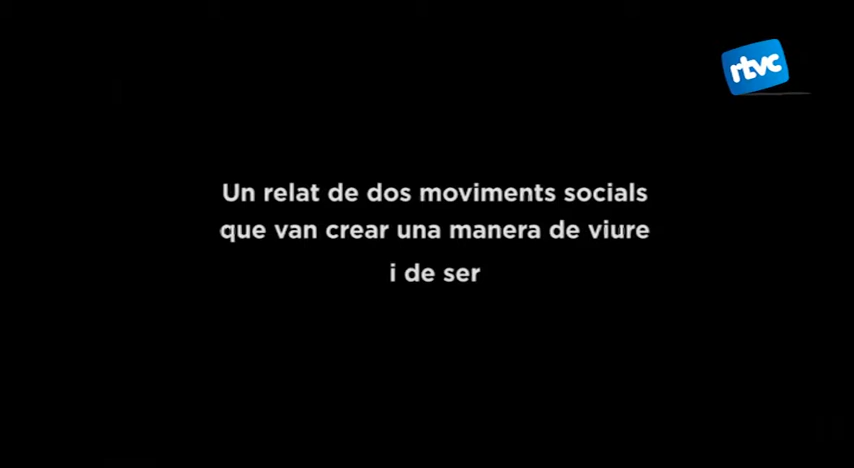 rtvc
Un relat de dos moviments socials
que van crear una manera de viure
i de ser